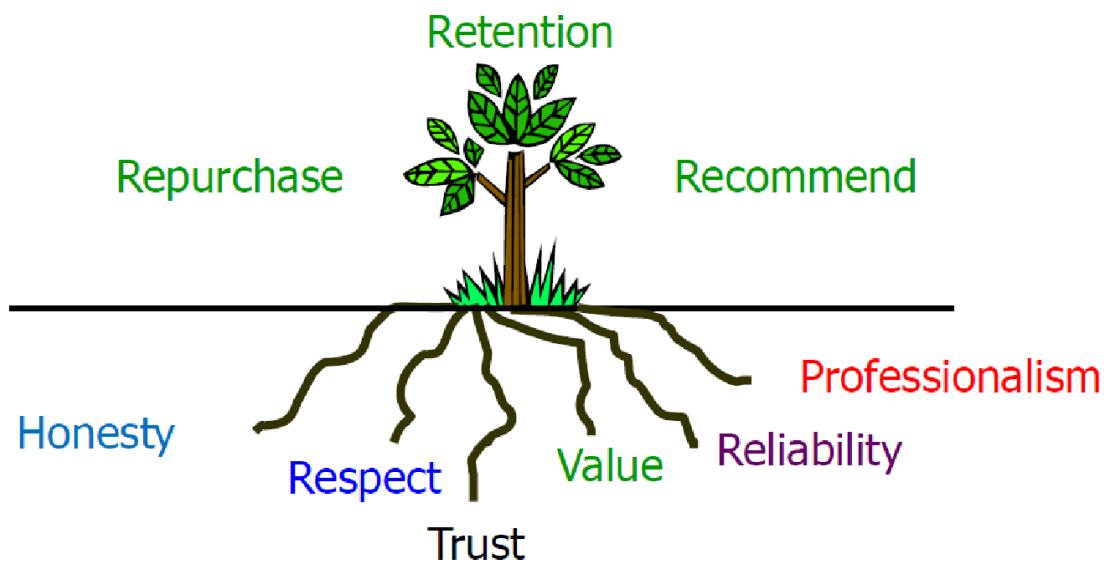 Retention
Repurchase
Recommend
Professionalism
Honesty
Reliability
Value
Respect
Trust